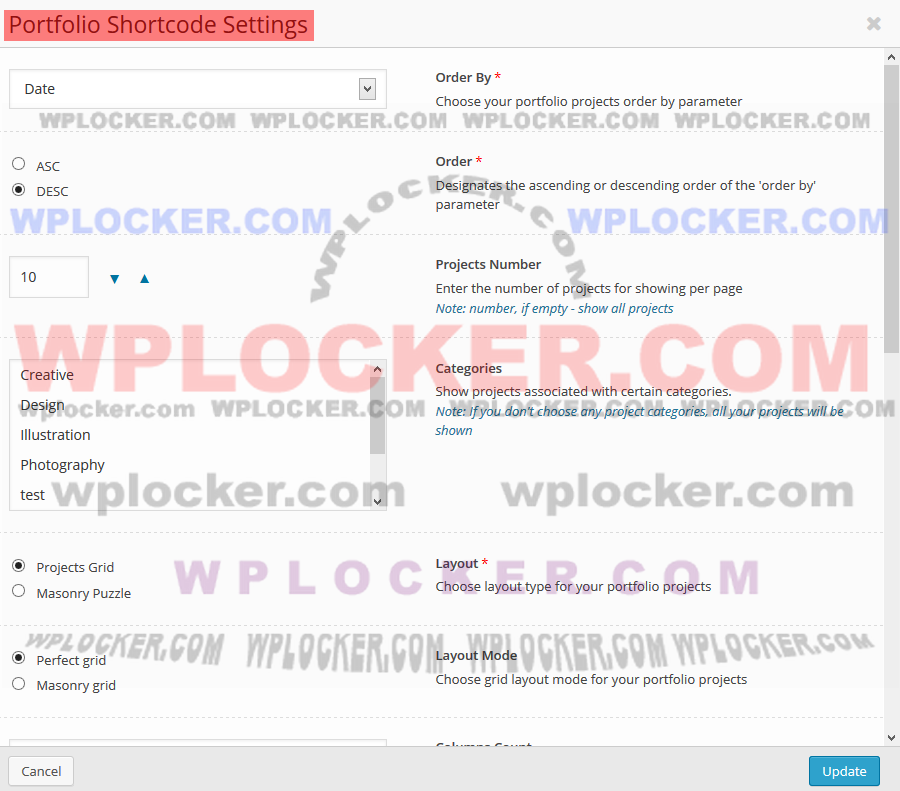 Portfolio Shortcode Settings
Date
Order By *
Choose your portfolio projects order by parameter
WPLOCKER.COM WPLOCKER.COM WPLOCKER.COM WPLOCKER.COM
ASC
DESC
Order *
Designates the ascending or descending order of the 'order by'
parameter
WPLOCKER.COM WPLOCKER.COM WPLOCKER.COM
10
Projects Number
Enter the number of projects for showing per page
Note: number, if empty - show all projects
WPLOCKER.COM
Creative
Design
Illustration
Photography
test
Categories
Show projects associated with certain categories.
Note: If you don't choose any project categories, all your projects will be
shown
wplocker.com WPLOCKER.COM WPLOCKER.COM WPLOCKER.COM
wplocker.com wplocker.com
Projects Grid
Masonry Puzzle
Layout *
Choose layout type for your portfolio projects
WPLOCKER.COM
WPLOCKER.COM WPLOCKER.COM WPLOCKER.COM WPLOCKER.COM
Perfect grid
Masonry grid
Layout Mode
Choose grid layout mode for your portfolio projects
Columns Count
Cancel
Update